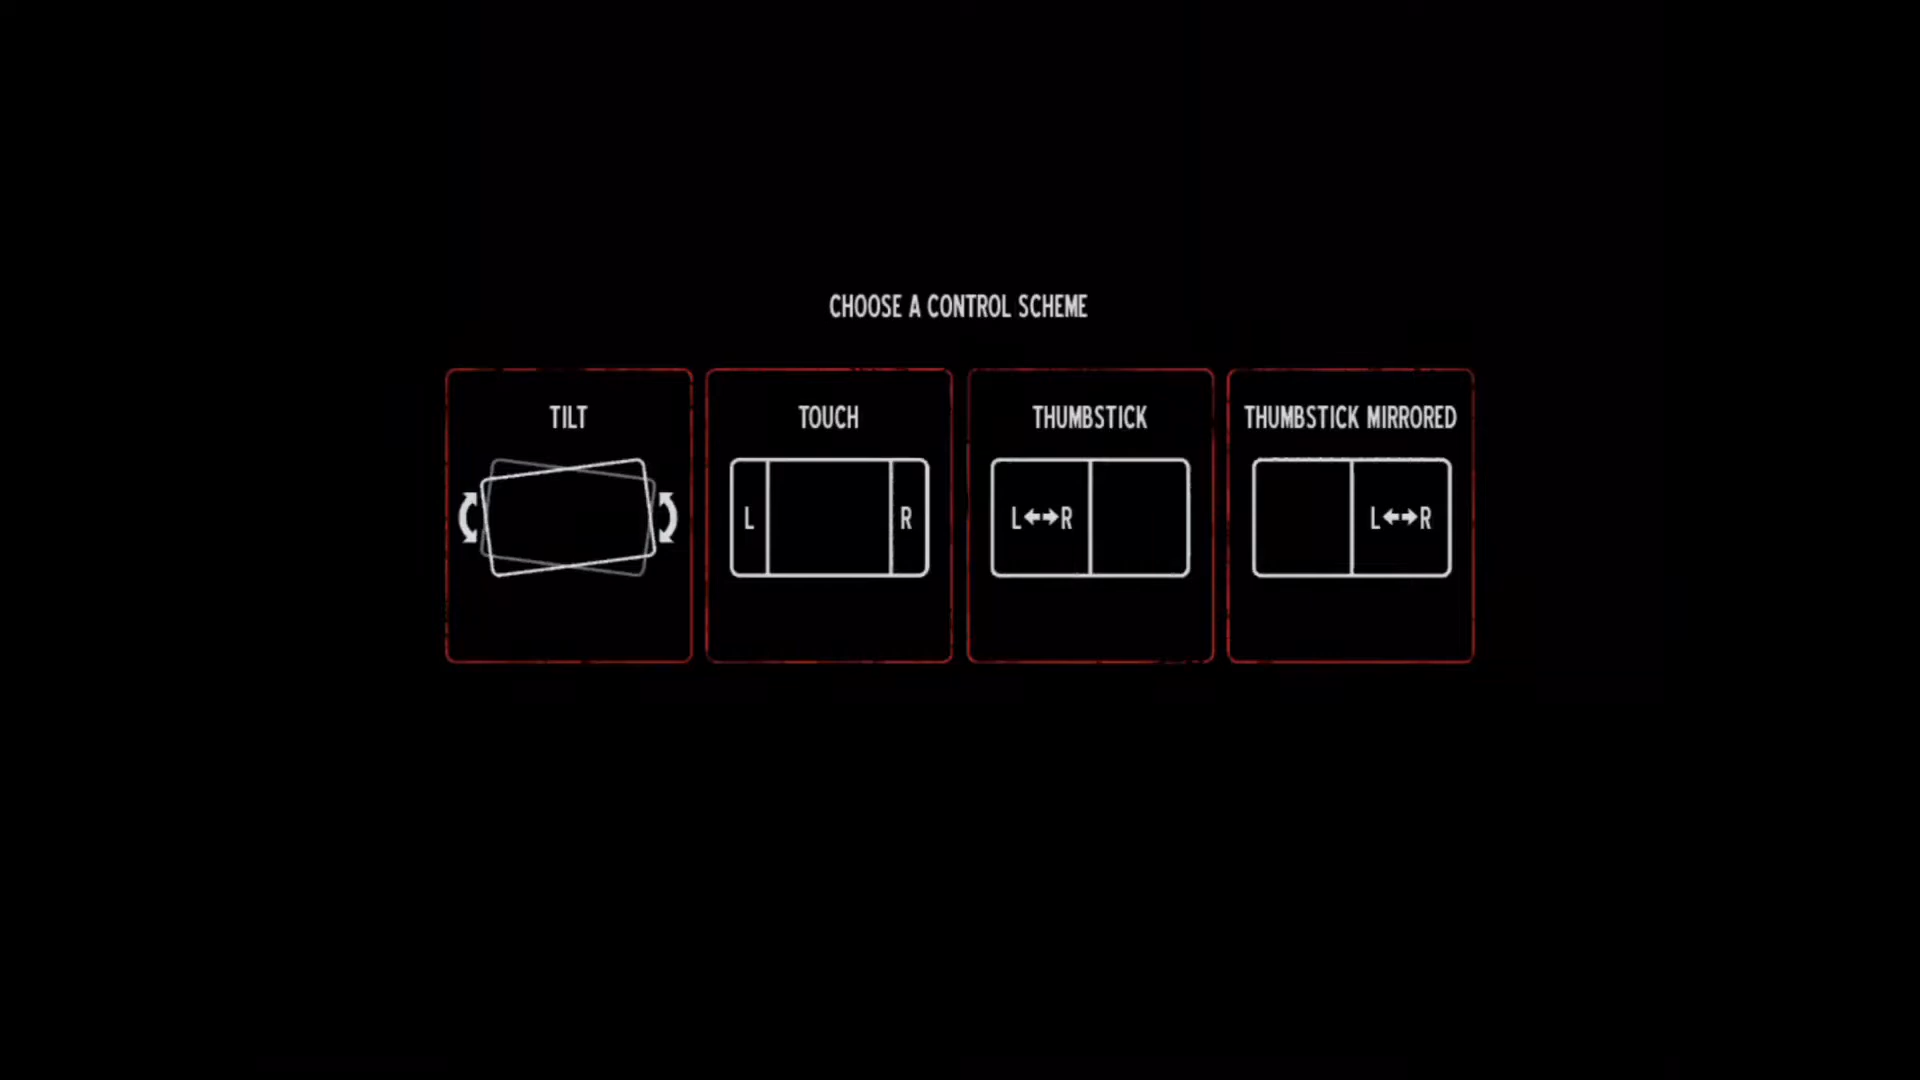 CHOOSE A CONTROL SCHEME
TILT
TOUCH
THUMBSTICK
THUMBSTICK MIRRORED
L
R
L↔R
L↔R